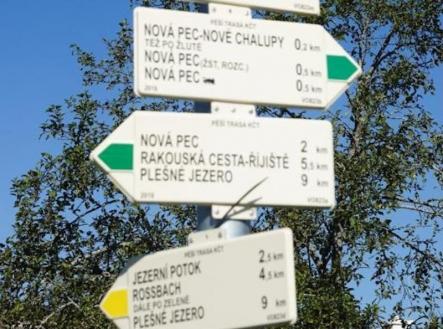 PĚŠÍ TRASA KČT
NOVÁ PEC-NOVÉ CHALUPY 0,2 km
TÉŽ PO ŽLUTÉ
NOVÁ PEC (ŽST, ROZC.) 0,5 km
NOVÁ PEC 0,5 km
2019
PĚŠÍ TRASA KČT
NOVÁ PEC 2 km
RAKOUSKÁ CESTA-ŘÍJIŠTĚ 5,5 km
PLEŠNÉ JEZERO 9 km
2019
PĚŠÍ TRASA KČT
JEZERNÍ POTOK 2,5 km
ROSSBACH 4,5 km
DÁLE PO ZELENÉ
PLEŠNÉ JEZERO 9 km